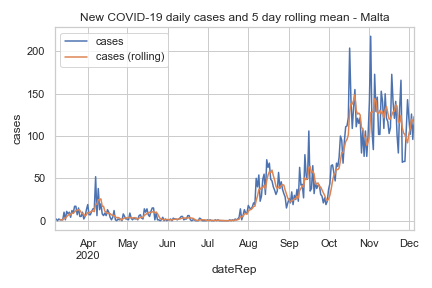 New COVID-19 daily cases and 5 day rolling mean - Malta
cases
cases (rolling)
200
150
100
50
0
cases
Apr May Jun Jul Aug Sep Oct Nov Dec
2020
dateRep